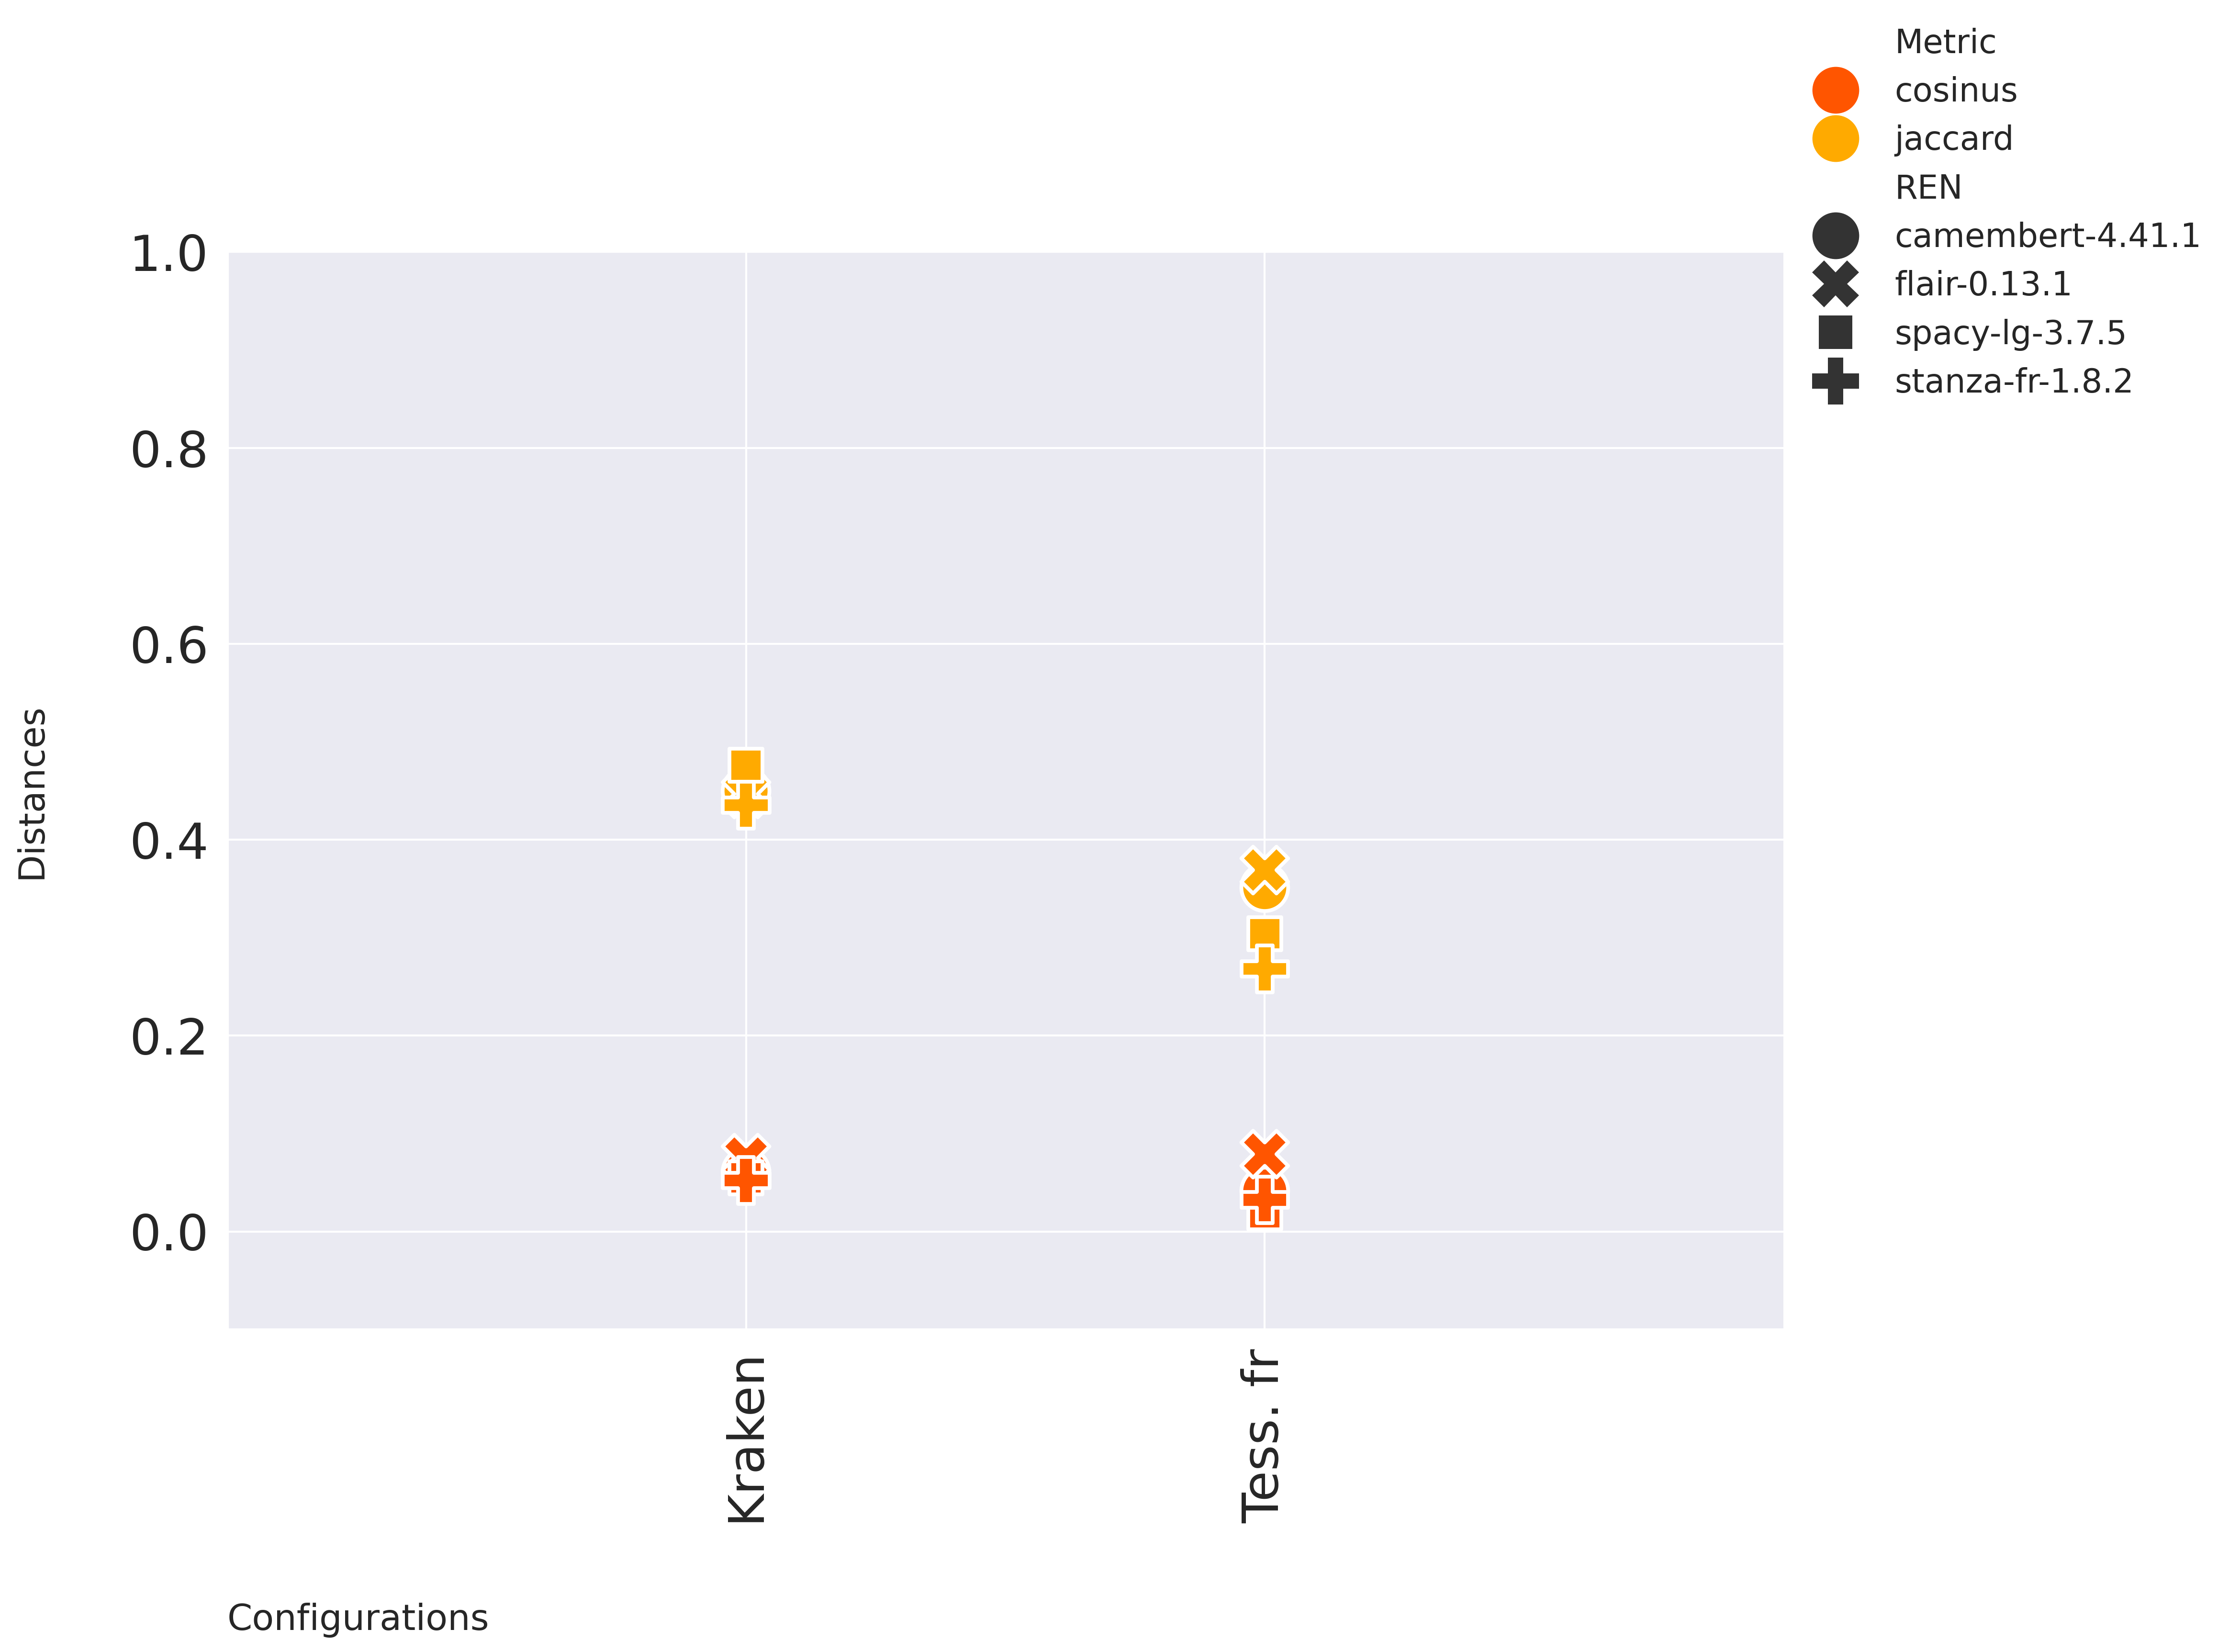 Metric
cosinus
jaccard
REN
camembert-4.41.1
flair-0.13.1
spacy-lg-3.7.5
stanza-fr-1.8.2
1.0
0.8
0.6
0.4
0.2
0.0
Distances
Kraken
Tess. fr
Configurations